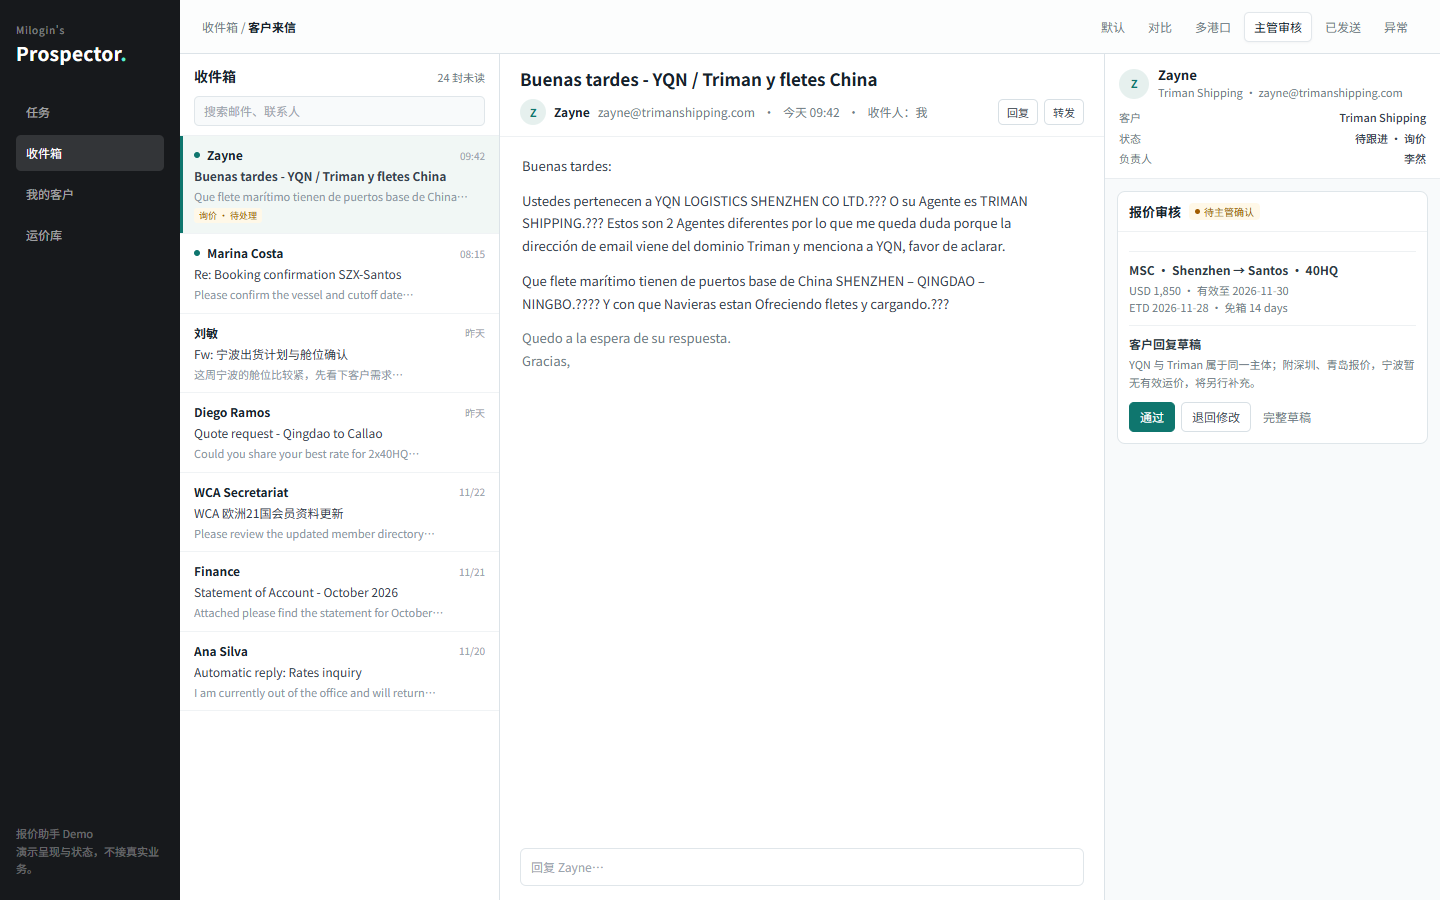 Milogin's
Prospector.
任务
收件箱
我的客户
运价库
报价助手 Demo
演示呈现与状态，不接真实业
务。
收件箱 / 客户来信
默认
对比
多港口
主管审核
已发送
异常
收件箱
24 封未读
搜索邮件、联系人
Zayne
09:42
Buenas tardes - YQN / Triman y fletes China
Que flete marítimo tienen de puertos base de China···
询价 · 待处理
Marina Costa
08:15
Re: Booking confirmation SZX-Santos
Please confirm the vessel and cutoff date···
刘敏
昨天
Fw: 宁波出货计划与舱位确认
这周宁波的舱位比较紧，先看下客户需求···
Diego Ramos
昨天
Quote request - Qingdao to Callao
Could you share your best rate for 2x40HQ···
WCA Secretariat
11/22
WCA 欧洲21国会员资料更新
Please review the updated member directory···
Finance
11/21
Statement of Account - October 2026
Attached please find the statement for October···
Ana Silva
11/20
Automatic reply: Rates inquiry
I am currently out of the office and will return···
Buenas tardes - YQN / Triman y fletes China
Z
Zayne zayne@trimanshipping.com · 今天 09:42 · 收件人：我
回复
转发
Buenas tardes:
Ustedes pertenecen a YQN LOGISTICS SHENZHEN CO LTD.??? O su Agente es TRIMAN
SHIPPING.??? Estos son 2 Agentes diferentes por lo que me queda duda porque la
dirección de email viene del dominio Triman y menciona a YQN, favor de aclarar.
Que flete marítimo tienen de puertos base de China SHENZHEN – QINGDAO –
NINGBO.???? Y con que Navieras estan Ofreciendo fletes y cargando.???
Quedo a la espera de su respuesta.
Gracias,
回复 Zayne···
Z
Zayne
Triman Shipping · zayne@trimanshipping.com
客户
Triman Shipping
状态
待跟进 · 询价
负责人
李然
报价审核
待主管确认
MSC · Shenzhen → Santos · 40HQ
USD 1,850 · 有效至 2026-11-30
ETD 2026-11-28 · 免箱 14 days
客户回复草稿
YQN 与 Triman 属于同一主体；附深圳、青岛报价，宁波暂
无有效运价，将另行补充。
通过
退回修改
完整草稿